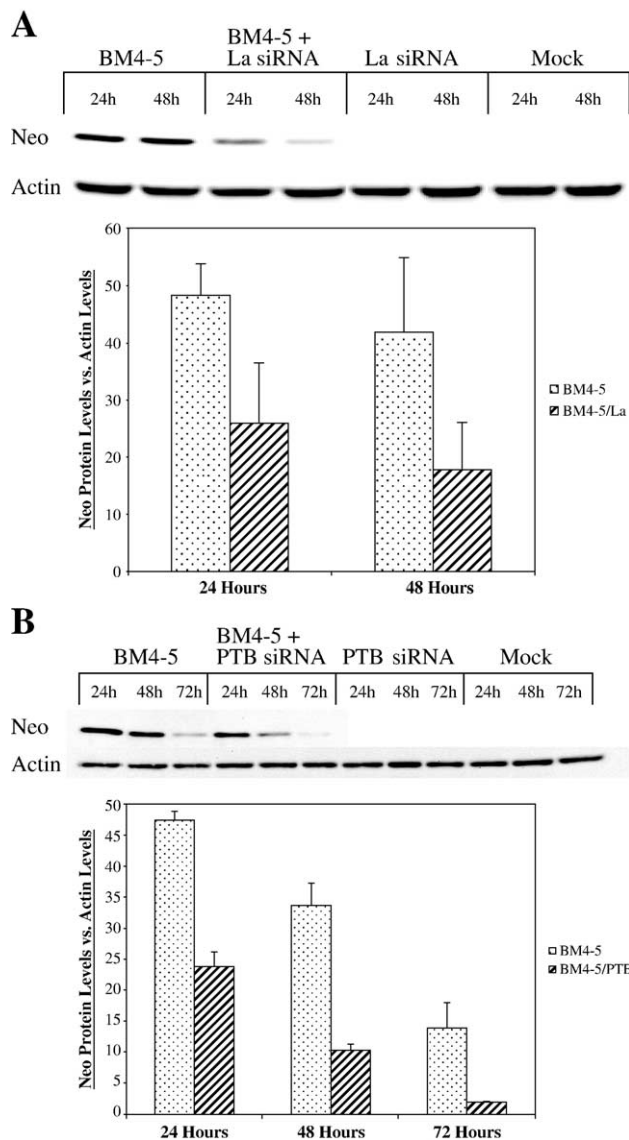 A
BM4-5 +
BM4-5 La siRNA La siRNA Mock
24h 48h 24h 48h 24h 48h 24h 48h
Neo
Actin
Neo Protein Levels vs. Actin Levels
60
50
40
30
20
10
0
24 Hours 48 Hours
BM4-5
BM4-5/La
B
BM4-5 +
BM4-5 PTB siRNA PTB siRNA Mock
24h 48h 72h 24h 48h 72h 24h 48h 72h 24h 48h 72h
Neo
Actin
Neo Protein Levels vs. Actin Levels
50
45
40
35
30
25
20
15
10
5
0
24 Hours 48 Hours 72 Hours
BM4-5
BM4-5/PTB